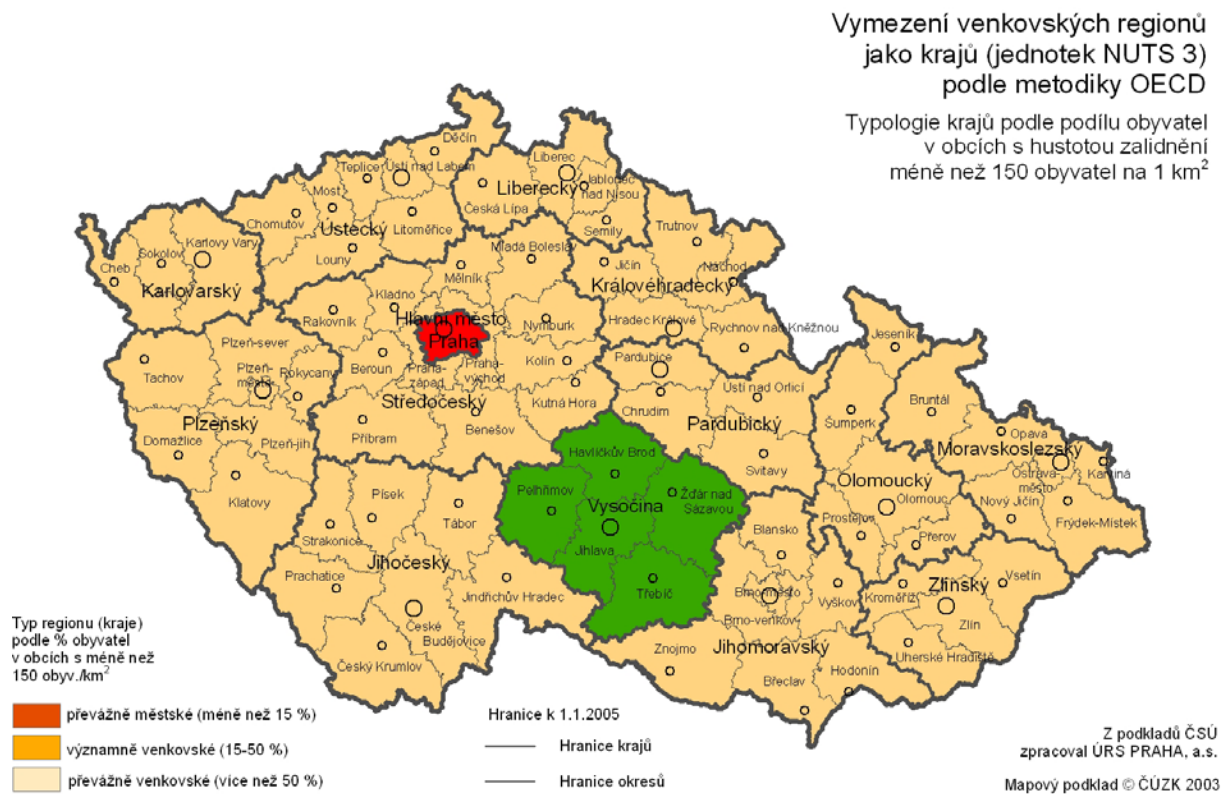 Vymezení venkovských regionů
jako krajů (jednotek NUTS 3)
podle metodiky OECD
Typologie krajů podle podílu obyvatel
v obcích s hustotou zalidnění
méně než 150 obyvatel na 1 km²
Děčín
Teplice
Ústí nad Labem
Liberec
Most
Liberecký
Jablonec
nad Nisou
Chomutov
Ústecký
Litoměřice
Česká Lípa
Semily
Trutnov
Louny
Karlovy Vary
Sokolov
Cheb
Karlovarský
Mladá Boleslav
Mělník
Jičín
Náchod
Královéhradecký
Kladno
Rakovník
Hlavní město
Praha
Nymburk
Hradec Králové
Rychnov nad Kněžnou
Jeseník
Plzeň-sever
Tachov
Plzeň-
město
Rokycany
Beroun
Praha-
západ
Praha-
východ
Kolín
Pardubice
Ústí nad Orlicí
Kutná Hora
Středočeský
Chrudim
Pardubický
Bruntál
Šumperk
Plzeňský
Příbram
Benešov
Domažlice
Plzeň-jih
Opava
Moravskoslezský
Havlíčkův Brod
Svitavy
Ostrava-
město
Karviná
Olomoucký
Klatovy
Písek
Pelhřimov
Vysočina
Žďár nad
Sázavou
Olomouc
Nový Jičín
Tábor
Prostějov
Frýdek-Místek
Strakonice
Blansko
Přerov
Jihlava
Jihočeský
Prachatice
Třebíč
Jindřichův Hradec
Brno-město
Vyškov
Kroměříž
Zlínský
Vsetín
Brno-venkov
České
Budějovice
Zlín
Znojmo
Jihomoravský
Uherské Hradiště
Český Krumlov
Hodonín
Břeclav
Typ regionu (kraje)
podle % obyvatel
v obcích s méně než
150 obyv./km²
převážně městské (méně než 15 %)
významně venkovské (15-50 %)
převážně venkovské (více než 50 %)
Hranice k 1.1.2005
Hranice krajů
Hranice okresů
Z podkladů ČSÚ
zpracoval ÚRS PRAHA, a.s.
Mapový podklad © ČÚZK 2003